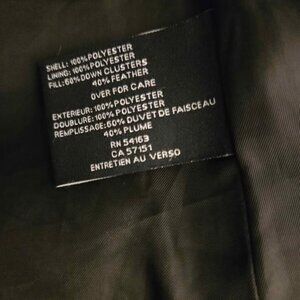 SHELL: 100% POLYESTER
LINING: 100% POLYESTER
FILL: 60% DOWN CLUSTERS
40% FEATHER
OVER FOR CARE
EXTERIEUR: 100% POLYESTER
DOUBLURE: 100% POLYESTER
REMPLISSAGE: 60% DUVET DE FAISCEAU
40% PLUME
RN 54163
CA 57151
ENTRETIEN AU VERSO